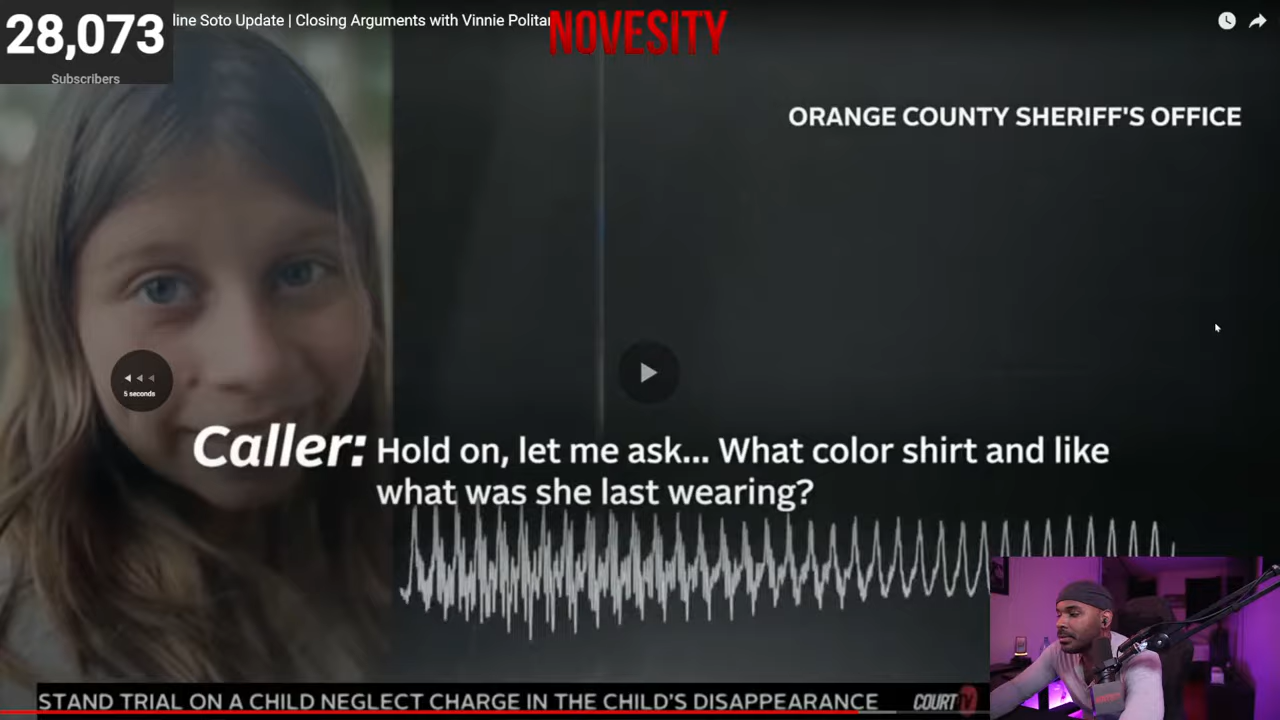 28,073
Subscribers
line Soto Update | Closing Arguments with Vinnie Politan
NOVESITY
ORANGE COUNTY SHERIFF'S OFFICE
5 seconds
Caller: Hold on, let me ask... What color shirt and like
what was she last wearing?
STAND TRIAL ON A CHILD NEGLECT CHARGE IN THE CHILD'S DISAPPEARANCE
COURT TV